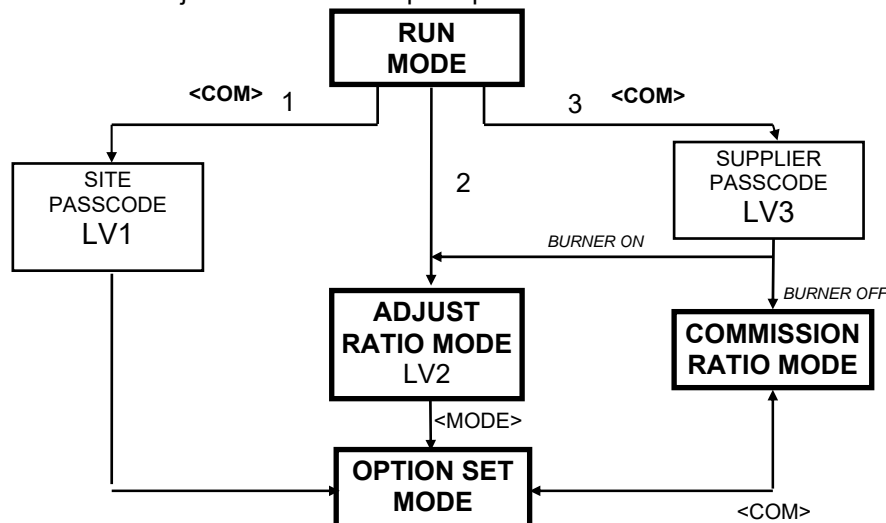 RUN
MODE
<COM> 1
3 <COM>
SITE
PASSCODE
LV1
2
SUPPLIER
PASSCODE
LV3
BURNER ON
BURNER OFF
ADJUST
RATIO MODE
LV2
COMMISSION
RATIO MODE
<MODE>
OPTION SET
MODE
<COM>